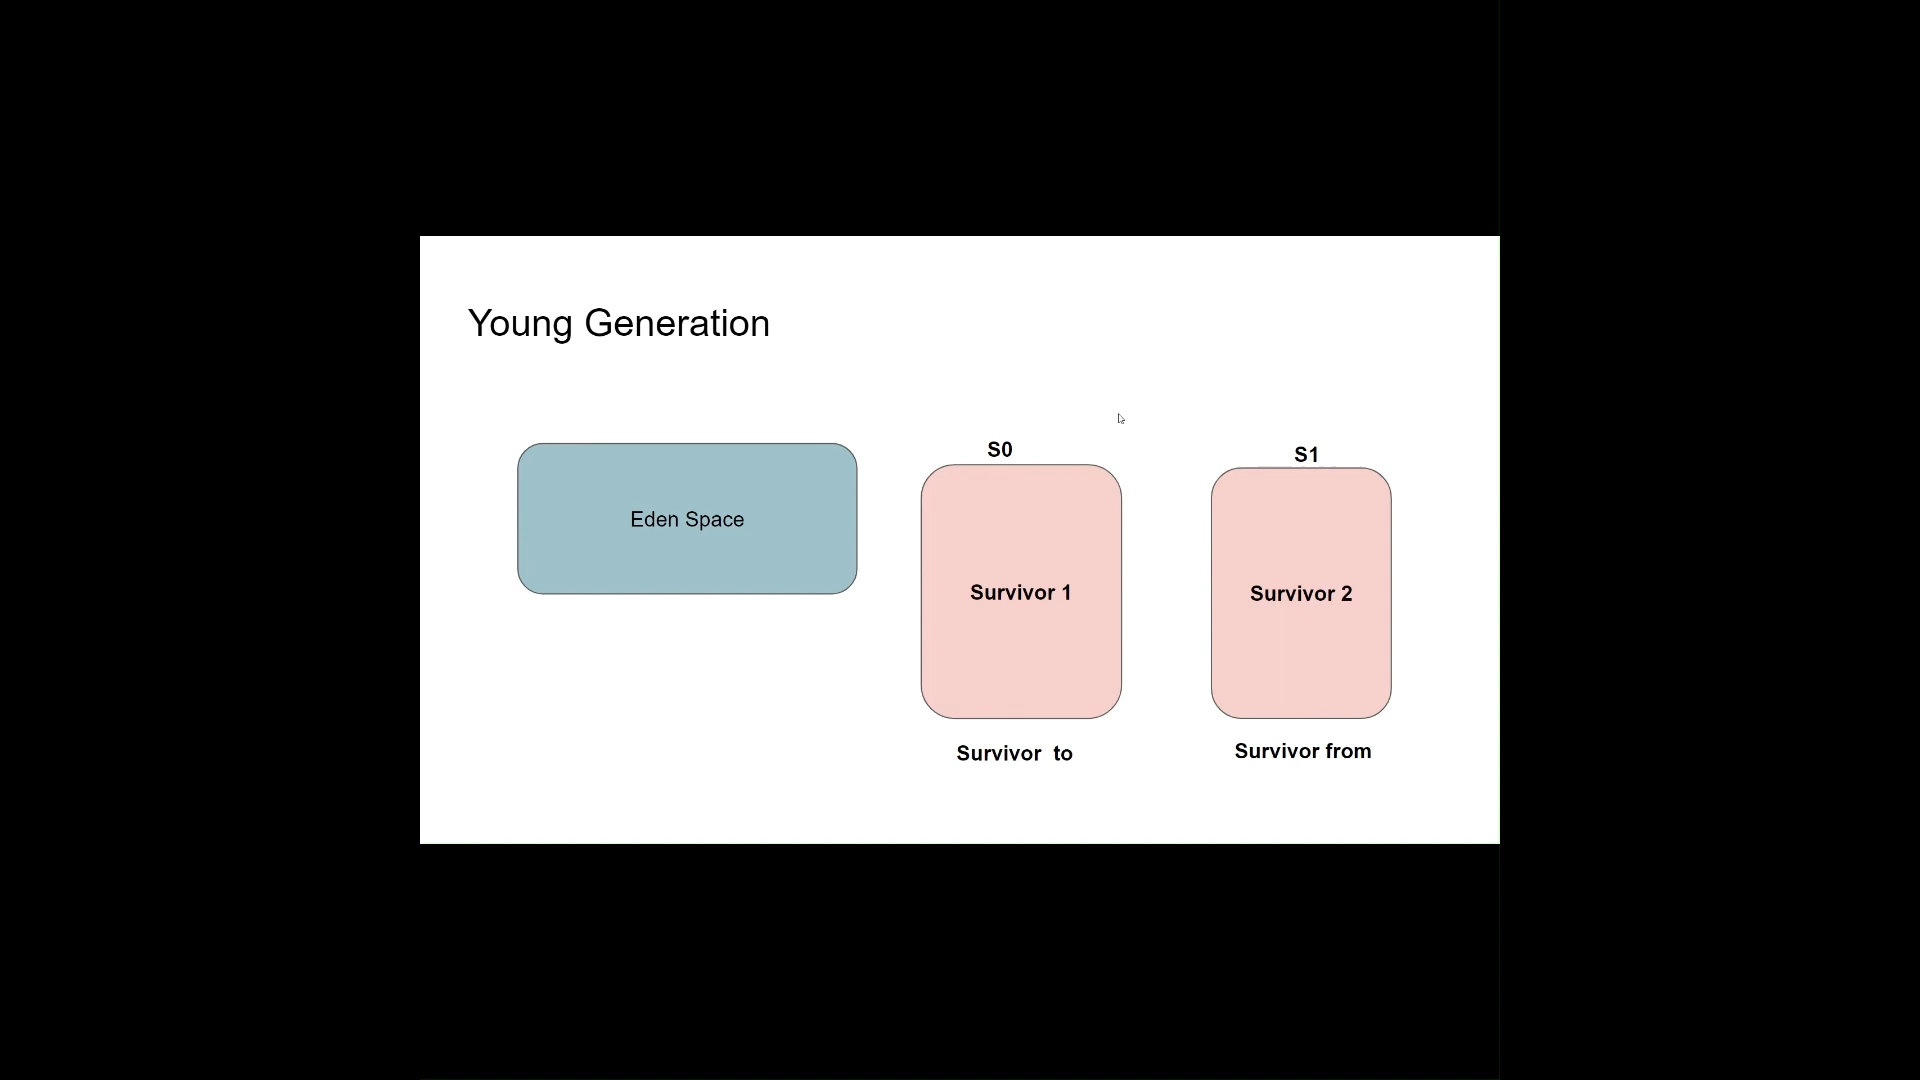 Young Generation
S0
S1
Eden Space
Survivor 1
Survivor 2
Survivor  to
Survivor from